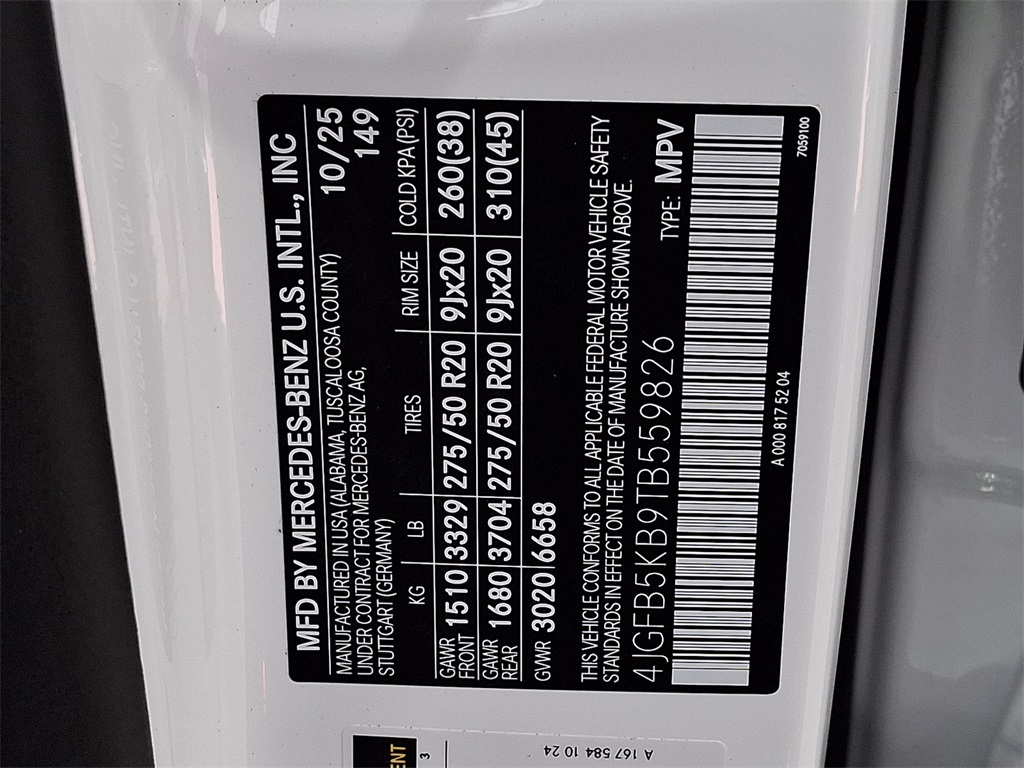 MFD BY MERCEDES-BENZ U.S. INTL., INC
MANUFACTURED IN USA (ALABAMA, TUSCALOOSA COUNTY) 10/25
UNDER CONTRACT FOR MERCEDES-BENZ AG, 149
STUTTGART (GERMANY)
KG LB TIRES RIM SIZE COLD KPA (PSI)
GAWR FRONT 1510 3329 275/50 R20 9Jx20 260(38)
GAWR REAR 1680 3704 275/50 R20 9Jx20 310(45)
GVWR 3020 6658
THIS VEHICLE CONFORMS TO ALL APPLICABLE FEDERAL MOTOR VEHICLE SAFETY
STANDARDS IN EFFECT ON THE DATE OF MANUFACTURE SHOWN ABOVE.
4JGFB5KB9TB559826 TYPE: MPV
A 000 817 52 04
7059100
ENT
3
A 167 584 10 24